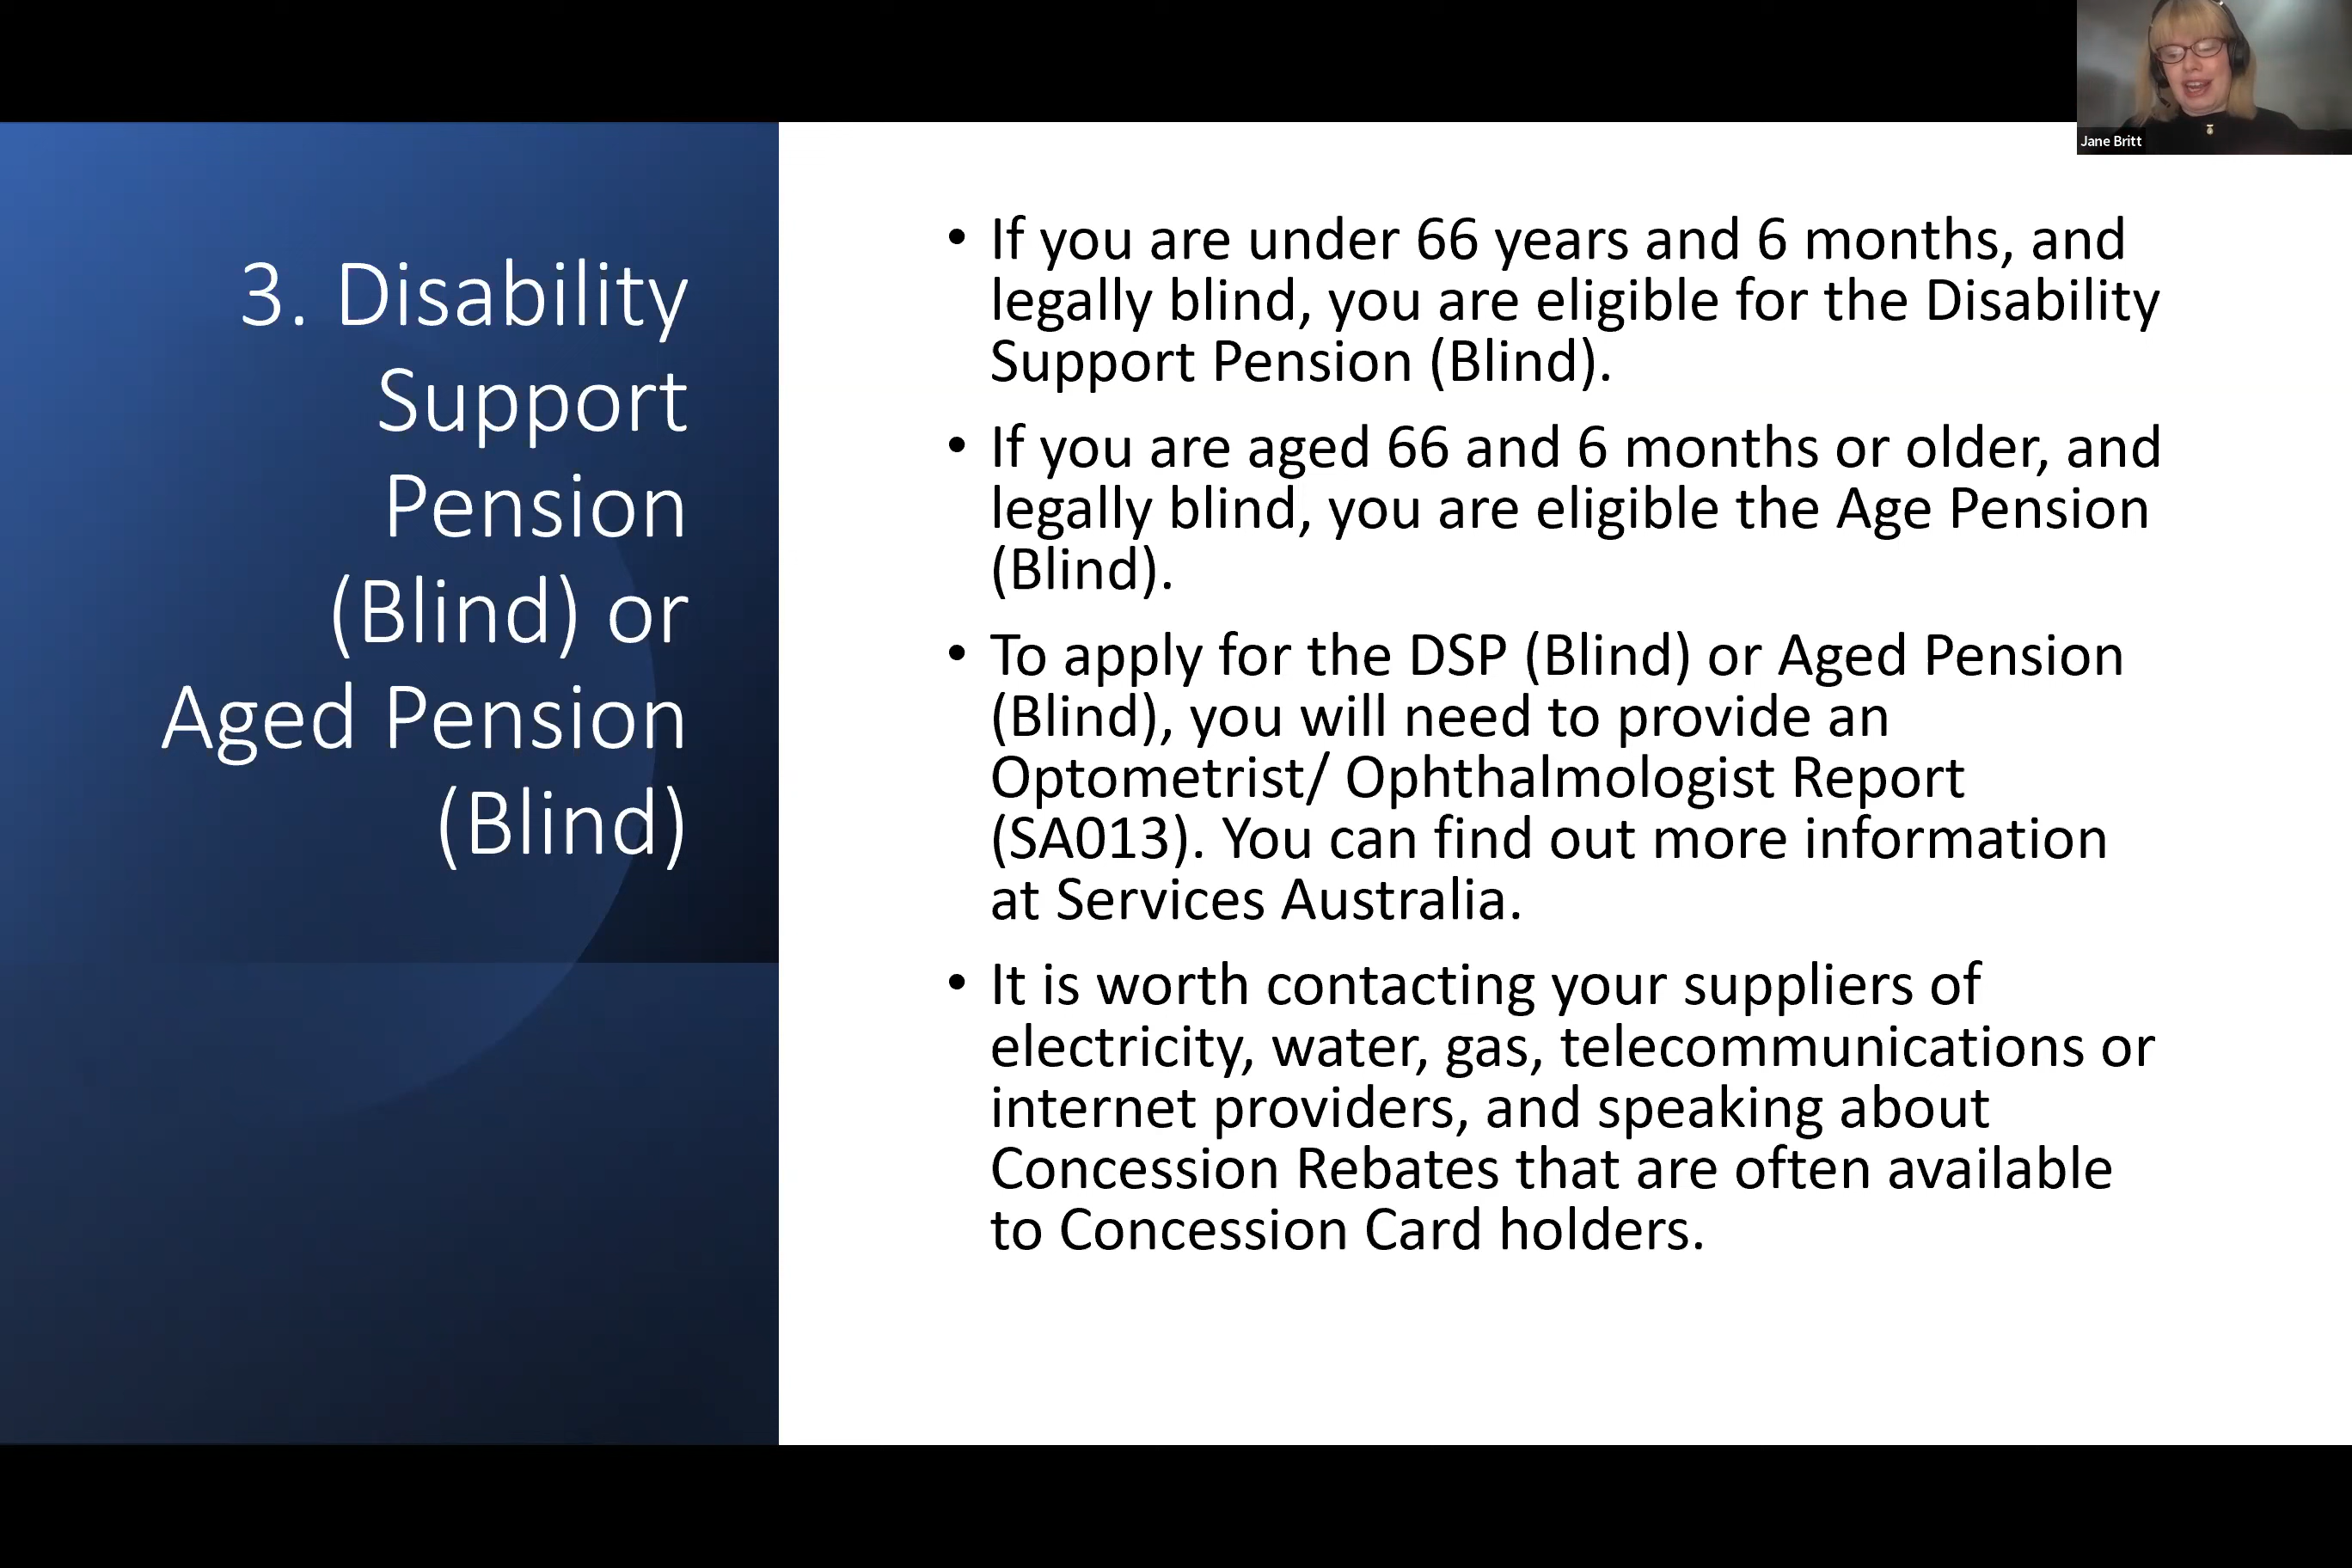 Jane Britt
3. Disability
Support
Pension
(Blind) or
Aged Pension
(Blind)
• If you are under 66 years and 6 months, and
legally blind, you are eligible for the Disability
Support Pension (Blind).
• If you are aged 66 and 6 months or older, and
legally blind, you are eligible the Age Pension
(Blind).
• To apply for the DSP (Blind) or Aged Pension
(Blind), you will need to provide an
Optometrist/ Ophthalmologist Report
(SA013). You can find out more information
at Services Australia.
• It is worth contacting your suppliers of
electricity, water, gas, telecommunications or
internet providers, and speaking about
Concession Rebates that are often available
to Concession Card holders.